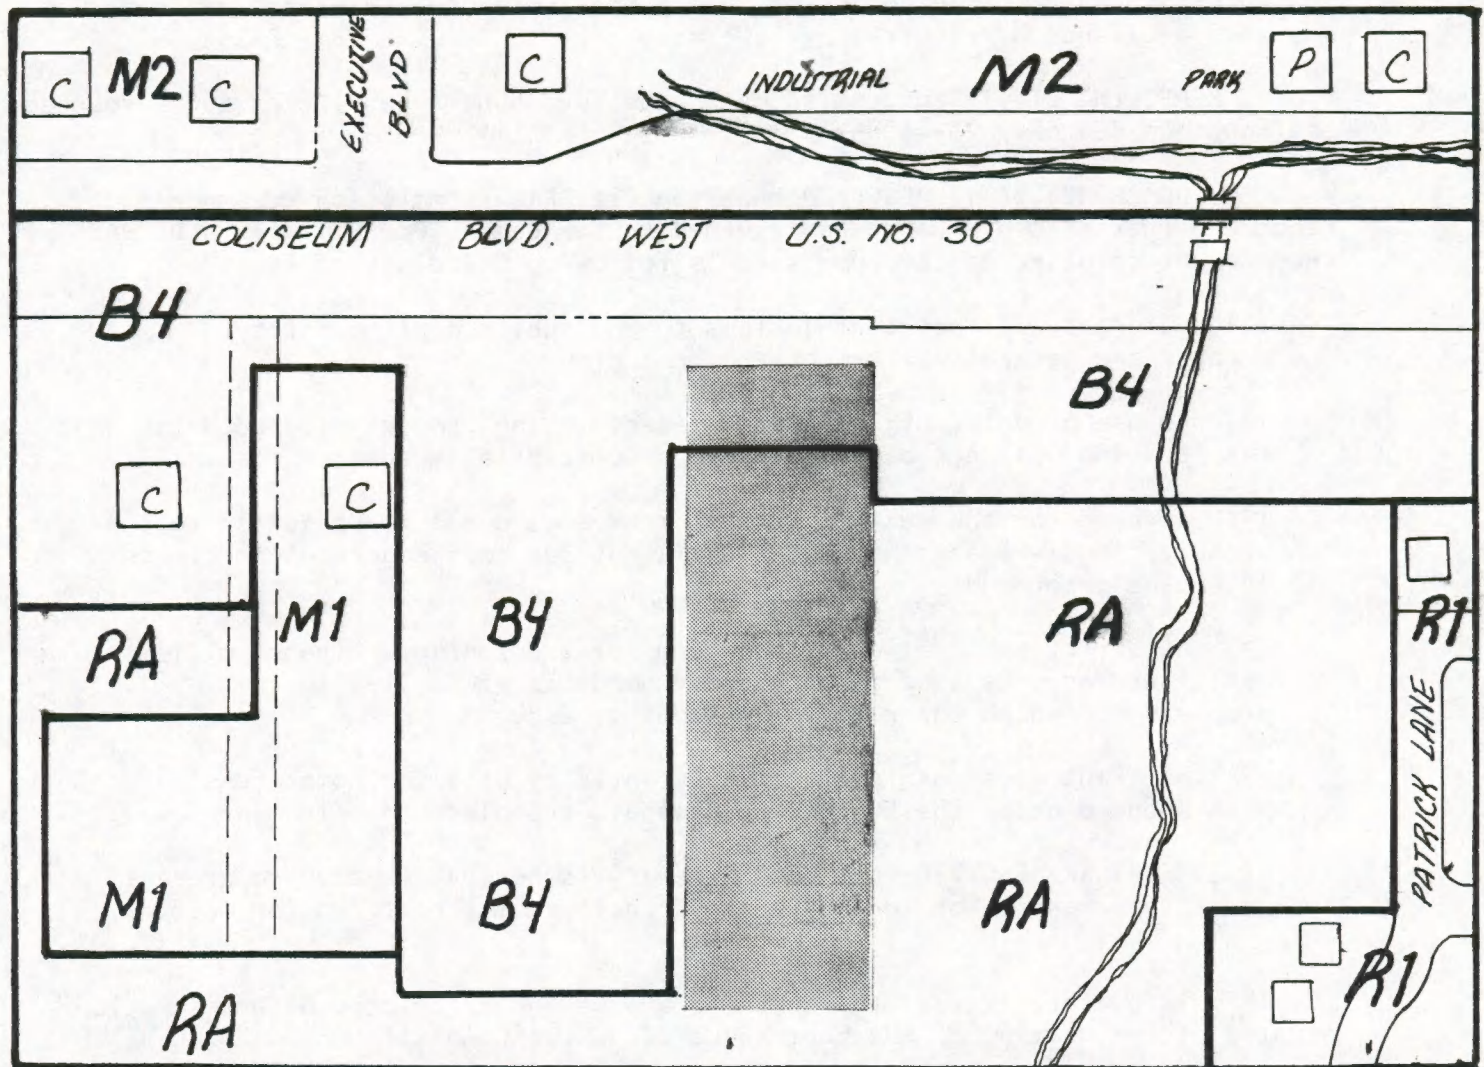 C M2 C
EXECUTIVE
BLVD.
C
INDUSTRIAL M2 PARK
P C
COLISEUM BLVD. WEST U.S. NO. 30
B4
B4
C
C
RA
M1
B4
RA
R1
PATRICK LANE
M1
B4
RA
R1
RA